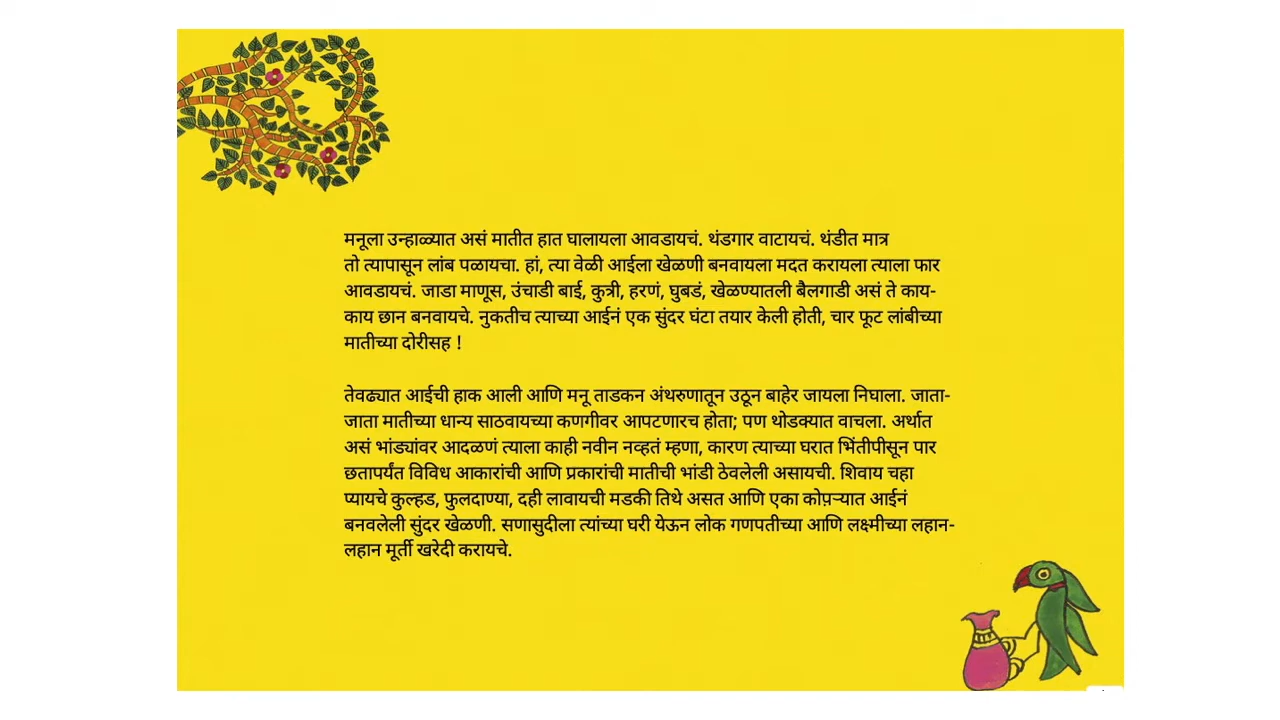 मनूला उन्हाळ्यात असं मातीत हात घालायला आवडायचं. थंडगार वाटायचं. थंडीत मात्र
तो त्यापासून लांब पळायचा. हां, त्या वेळी आईला खेळणी बनवायला मदत करायला त्याला फार
आवडायचं. जाडा माणूस, उंचाडी बाई, कुत्री, हरणं, घुबडं, खेळण्यातली बैलगाडी असं ते काय-
काय छान बनवायचे. नुकतीच त्याच्या आईनं एक सुंदर घंटा तयार केली होती, चार फूट लांबीच्या
मातीच्या दोरीसह !
तेवढ्यात आईची हाक आली आणि मनू ताडकन अंथरुणातून उठून बाहेर जायला निघाला. जाता-
जाता मातीच्या धान्य साठवायच्या कणगीवर आपटणारच होता; पण थोडक्यात वाचला. अर्थात
असं भांड्यांवर आदळणं त्याला काही नवीन नव्हतं म्हणा, कारण त्याच्या घरात भिंतीपीसून पार
छतापर्यंत विविध आकारांची आणि प्रकारांची मातीची भांडी ठेवलेली असायची. शिवाय चहा
प्यायचे कुल्हड, फुलदाण्या, दही लावायची मडकी तिथे असत आणि एका कोप़ऱ्यात आईनं
बनवलेली सुंदर खेळणी. सणासुदीला त्यांच्या घरी येऊन लोक गणपतीच्या आणि लक्ष्मीच्या लहान-
लहान मूर्ती खरेदी करायचे.